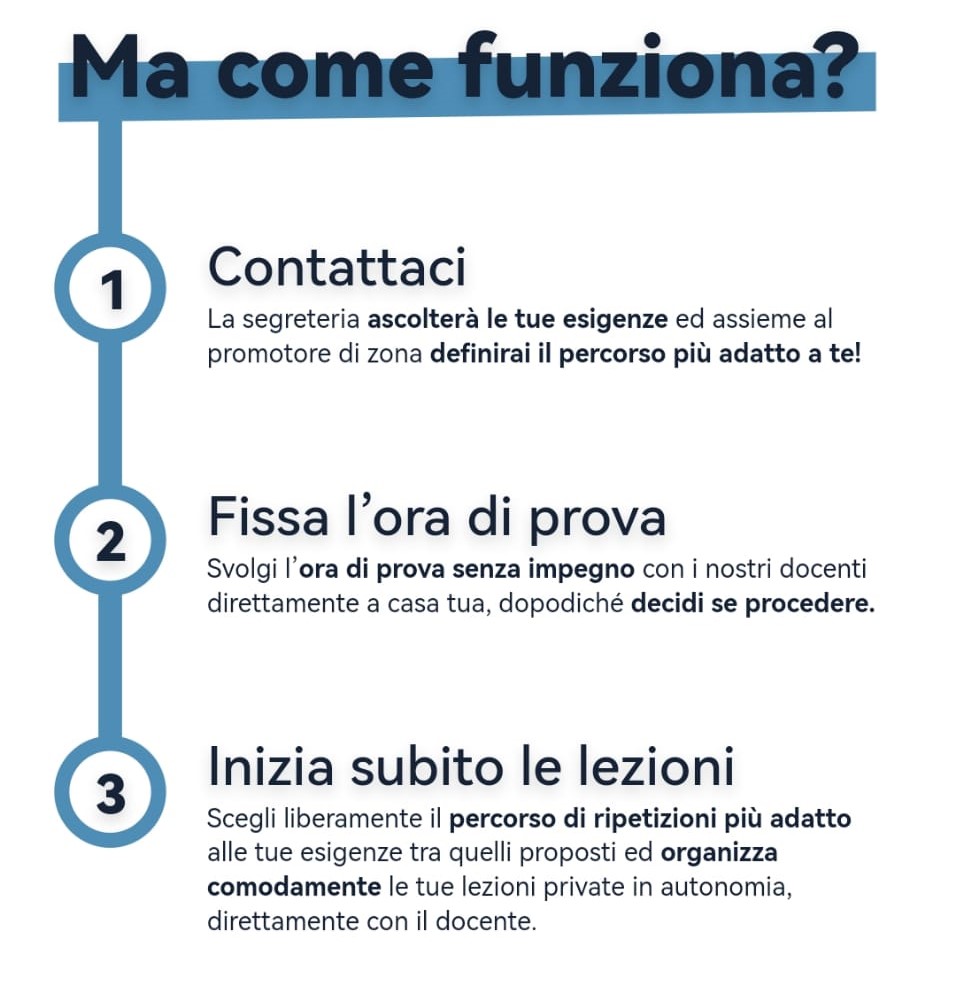 Ma come funziona?
1
Contattaci
La segreteria ascolterà le tue esigenze ed assieme al
promotore di zona definirai il percorso più adatto a te!
2
Fissa l’ora di prova
Svolgi l’ora di prova senza impegno con i nostri docenti
direttamente a casa tua, dopodiché decidi se procedere.
3
Inizia subito le lezioni
Scegli liberamente il percorso di ripetizioni più adatto
alle tue esigenze tra quelli proposti ed organizza
comodamente le tue lezioni private in autonomia,
direttamente con il docente.